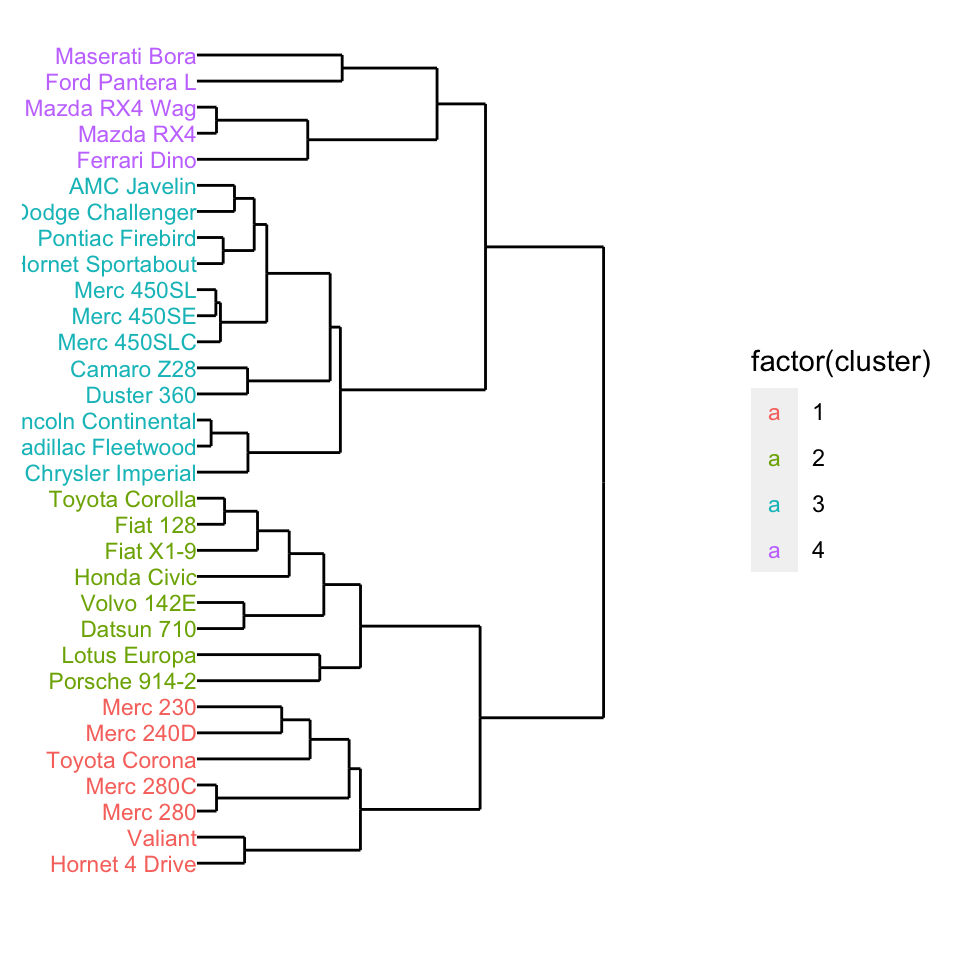 Maserati Bora
Ford Pantera L
Mazda RX4 Wag
Mazda RX4
Ferrari Dino
AMC Javelin
Dodge Challenger
Pontiac Firebird
Hornet Sportabout
Merc 450SL
Merc 450SE
Merc 450SLC
Camaro Z28
Duster 360
ncoln Continental
adillac Fleetwood
Chrysler Imperial
Toyota Corolla
Fiat 128
Fiat X1-9
Honda Civic
Volvo 142E
Datsun 710
Lotus Europa
Porsche 914-2
Merc 230
Merc 240D
Toyota Corona
Merc 280C
Merc 280
Valiant
Hornet 4 Drive
factor(cluster)
a 1
a 2
a 3
a 4